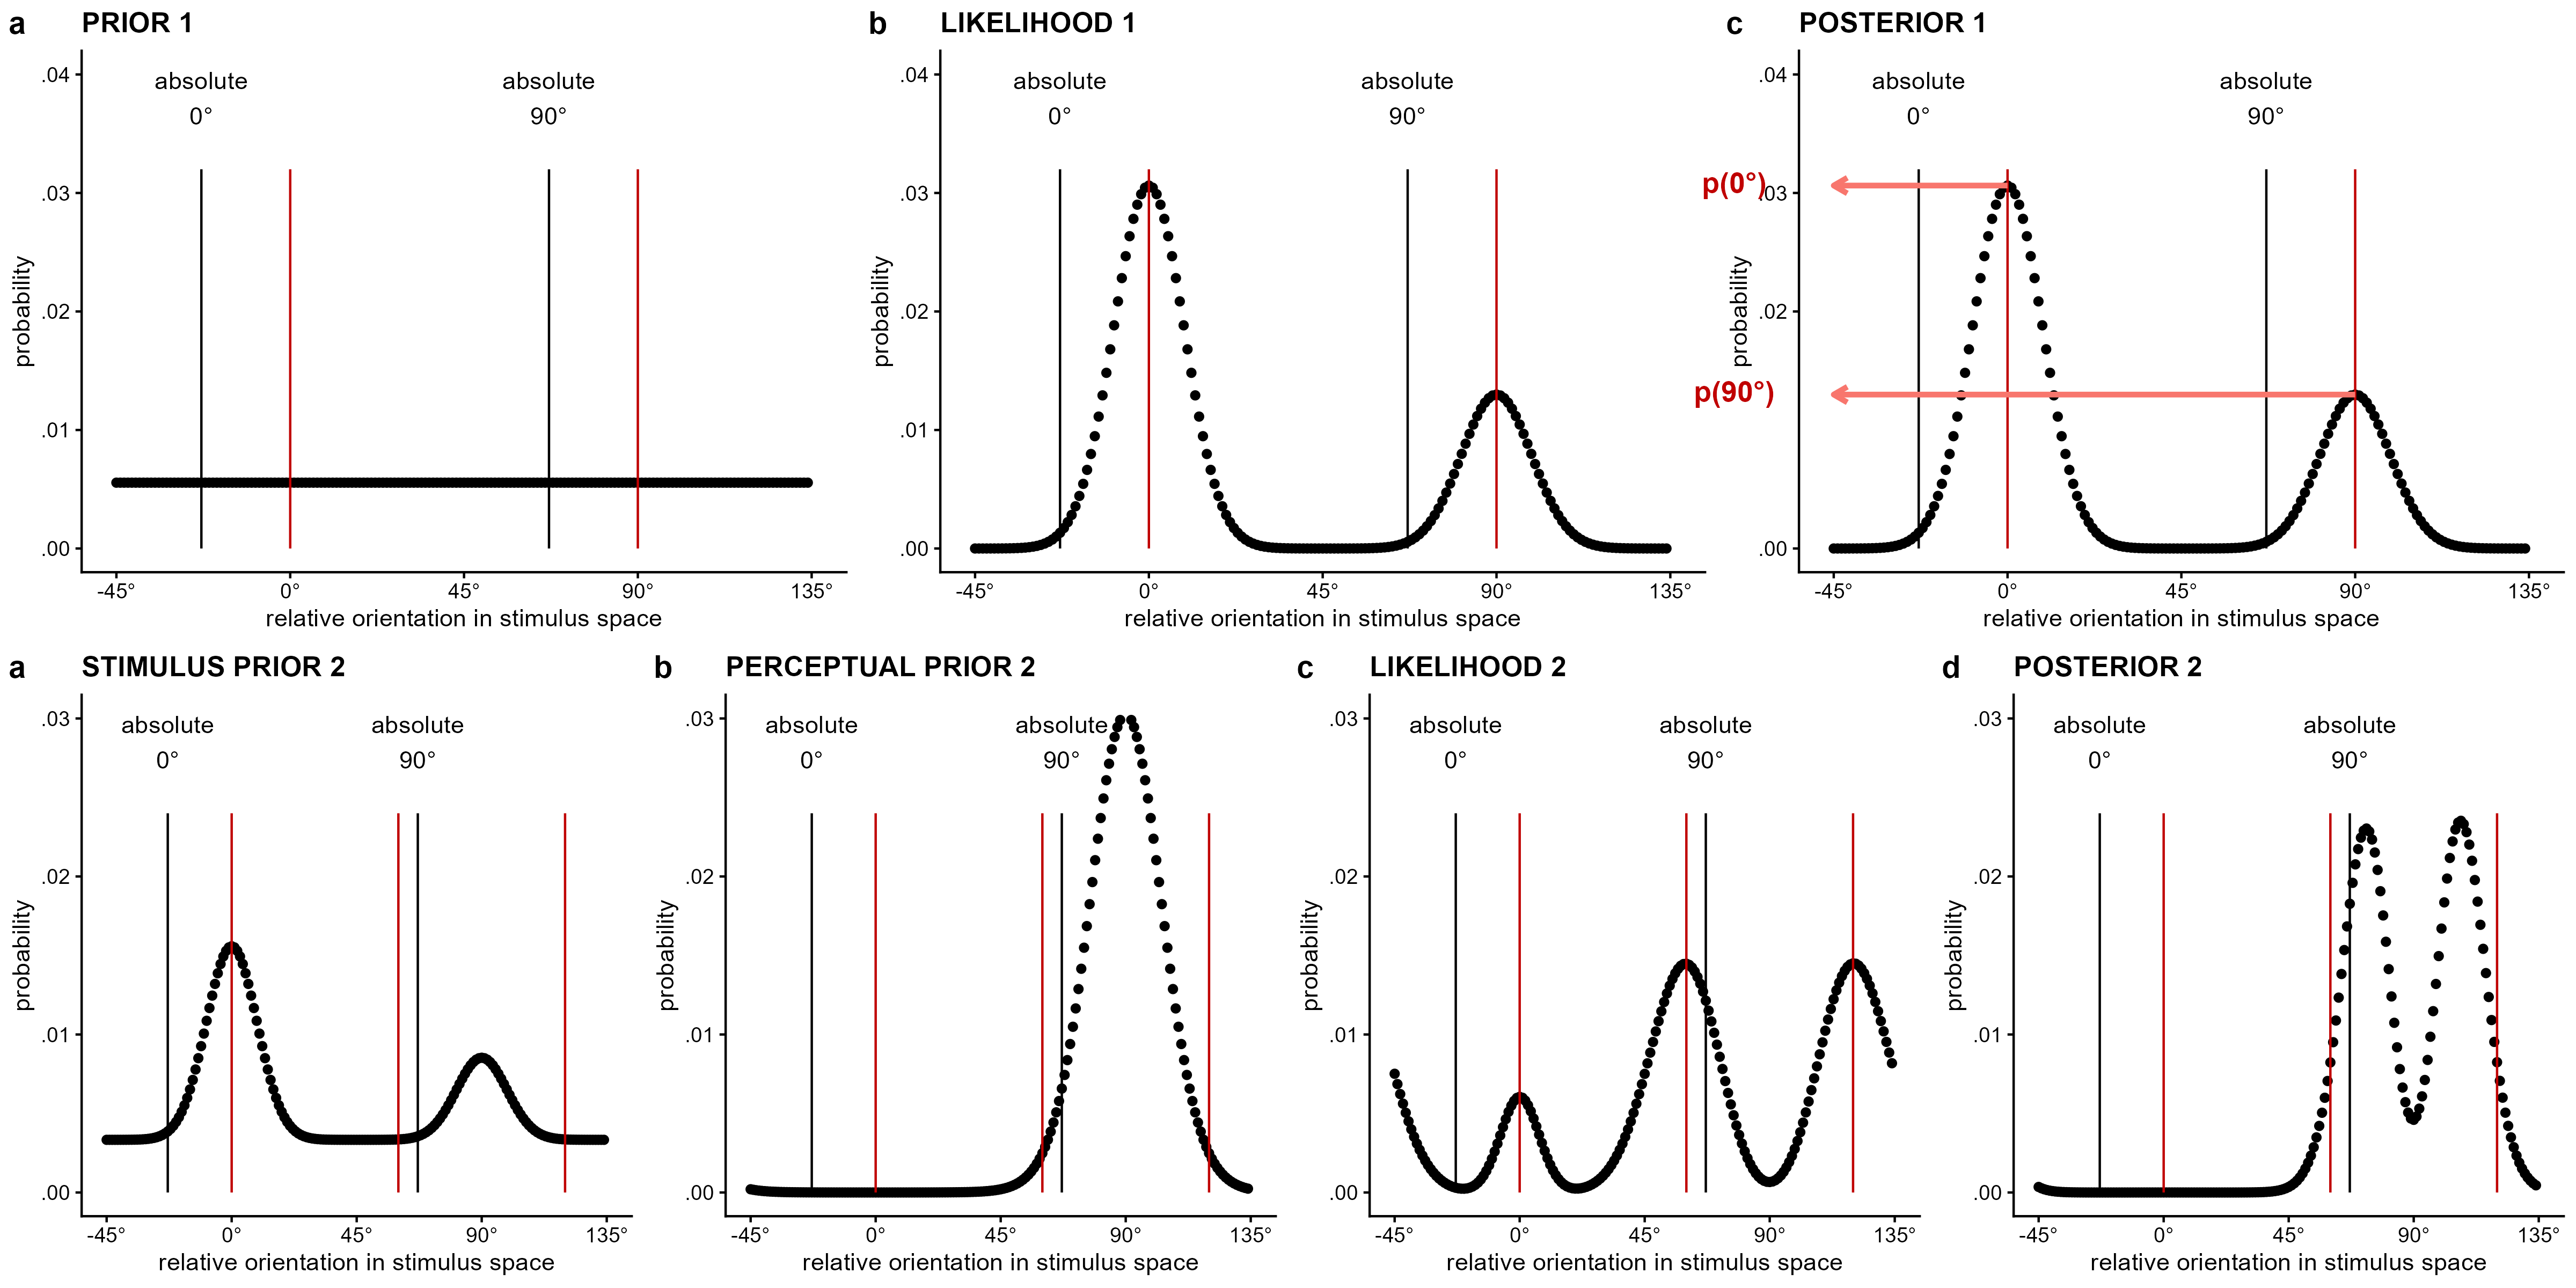 a PRIOR 1
absolute
0°
absolute
90°
.04
.03
.02
.01
.00
probability
-45° 0° 45° 90° 135°
relative orientation in stimulus space
b LIKELIHOOD 1
absolute
0°
absolute
90°
.04
.03
.02
.01
.00
probability
-45° 0° 45° 90° 135°
relative orientation in stimulus space
c POSTERIOR 1
absolute
0°
absolute
90°
p(0°)
p(90°)
.04
.03
.02
.00
probability
-45° 0° 45° 90° 135°
relative orientation in stimulus space
a STIMULUS PRIOR 2
absolute
0°
absolute
90°
.03
.02
.01
.00
probability
-45° 0° 45° 90° 135°
relative orientation in stimulus space
b PERCEPTUAL PRIOR 2
absolute
0°
absolute
90°
.03
.02
.01
.00
probability
-45° 0° 45° 90° 135°
relative orientation in stimulus space
c LIKELIHOOD 2
absolute
0°
absolute
90°
.03
.02
.01
.00
probability
-45° 0° 45° 90° 135°
relative orientation in stimulus space
d POSTERIOR 2
absolute
0°
absolute
90°
.03
.02
.01
.00
probability
-45° 0° 45° 90° 135°
relative orientation in stimulus space